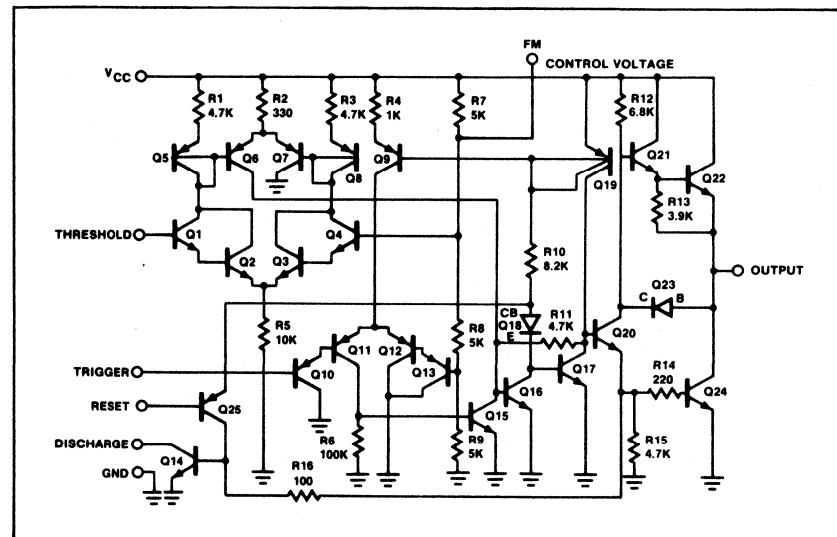 FM
CONTROL VOLTAGE
VCC
R1
4.7K
R2
330
R3
4.7K
R4
1K
R7
5K
R12
6.8K
Q5
Q6
Q7
Q8
Q9
Q19
Q21
Q22
R13
3.9K
THRESHOLD
Q1
Q2
Q3
Q4
R10
8.2K
OUTPUT
Q23
C
B
CB
Q18
E
R11
4.7K
Q20
R5
10K
R8
5K
Q11
Q12
Q13
Q10
TRIGGER
Q16
Q17
R14
220
Q24
RESET
Q25
Q15
DISCHARGE
Q14
R6
100K
R9
5K
R15
4.7K
GND
R16
100